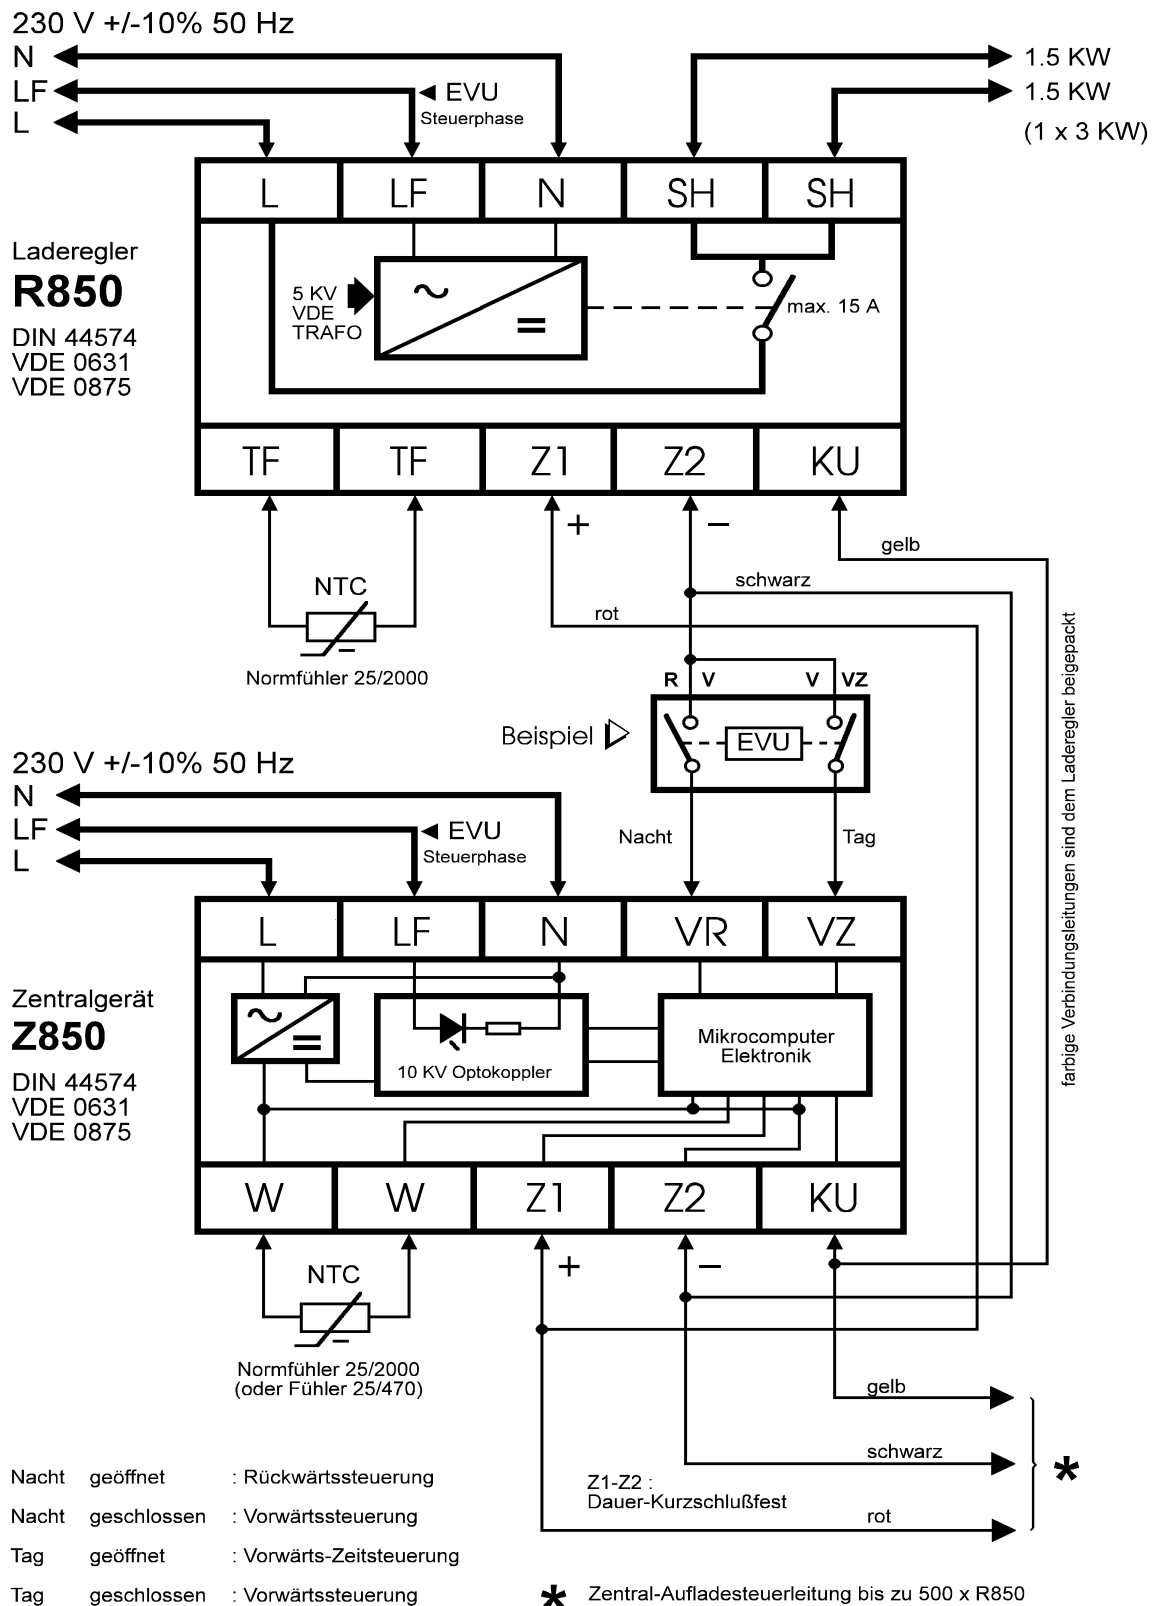 230 V +/-10% 50 Hz
N
LF
L
EVU
Steuerphase
1.5 KW
1.5 KW
(1 x 3 KW)
L LF N SH SH
Laderegler
R850
DIN 44574
VDE 0631
VDE 0875
5 KV
VDE
TRAFO
max. 15 A
TF TF Z1 Z2 KU
+
−
gelb
schwarz
rot
NTC
Normfühler 25/2000
R V V VZ
Beispiel
EVU
Nacht
Tag
farbige Verbindungsleitungen sind dem Laderegler beigepackt
230 V +/-10% 50 Hz
N
LF
L
EVU
Steuerphase
L LF N VR VZ
Zentralgerät
Z850
DIN 44574
VDE 0631
VDE 0875
10 KV Optokoppler
Mikrocomputer
Elektronik
W W Z1 Z2 KU
+
−
NTC
Normfühler 25/2000
(oder Fühler 25/470)
gelb
schwarz
rot
*
Z1-Z2 :
Dauer-Kurzschlußfest
Nacht geöffnet : Rückwärtssteuerung
Nacht geschlossen : Vorwärtssteuerung
Tag geöffnet : Vorwärts-Zeitsteuerung
Tag geschlossen : Vorwärtssteuerung
* Zentral-Aufladesteuerleitung bis zu 500 x R850